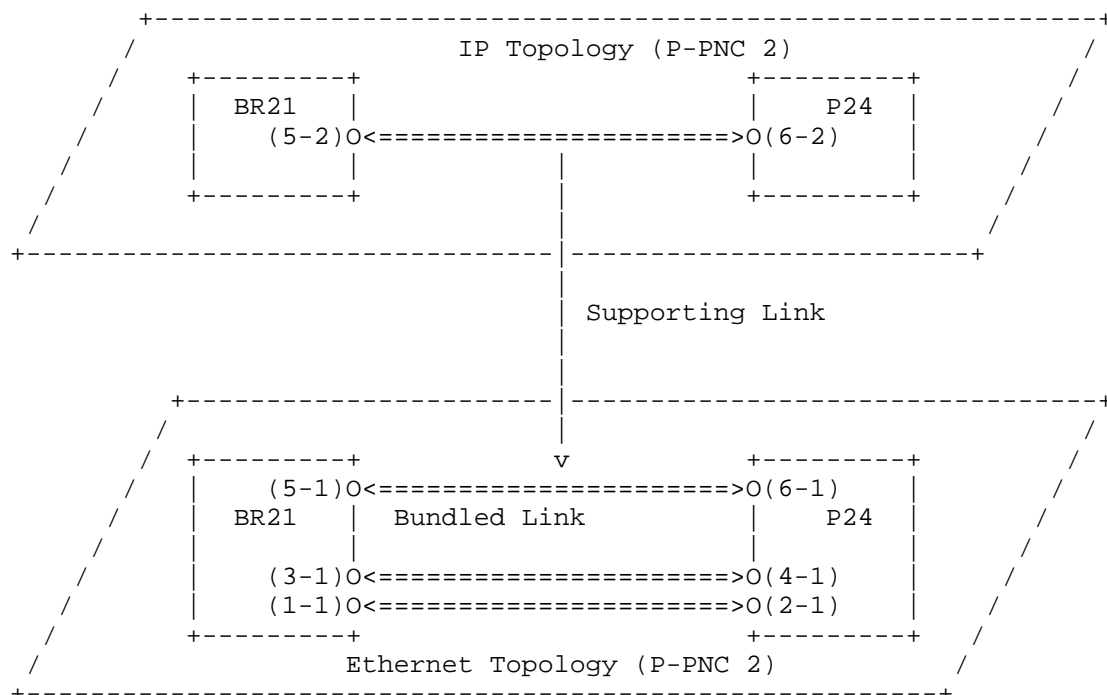 IP Topology (P-PNC 2)
BR21 P24
(5-2)O<======================>O(6-2)
Supporting Link
v
(5-1)O<======================>O(6-1)
BR21 Bundled Link P24
(3-1)O<======================>O(4-1)
(1-1)O<======================>O(2-1)
Ethernet Topology (P-PNC 2)